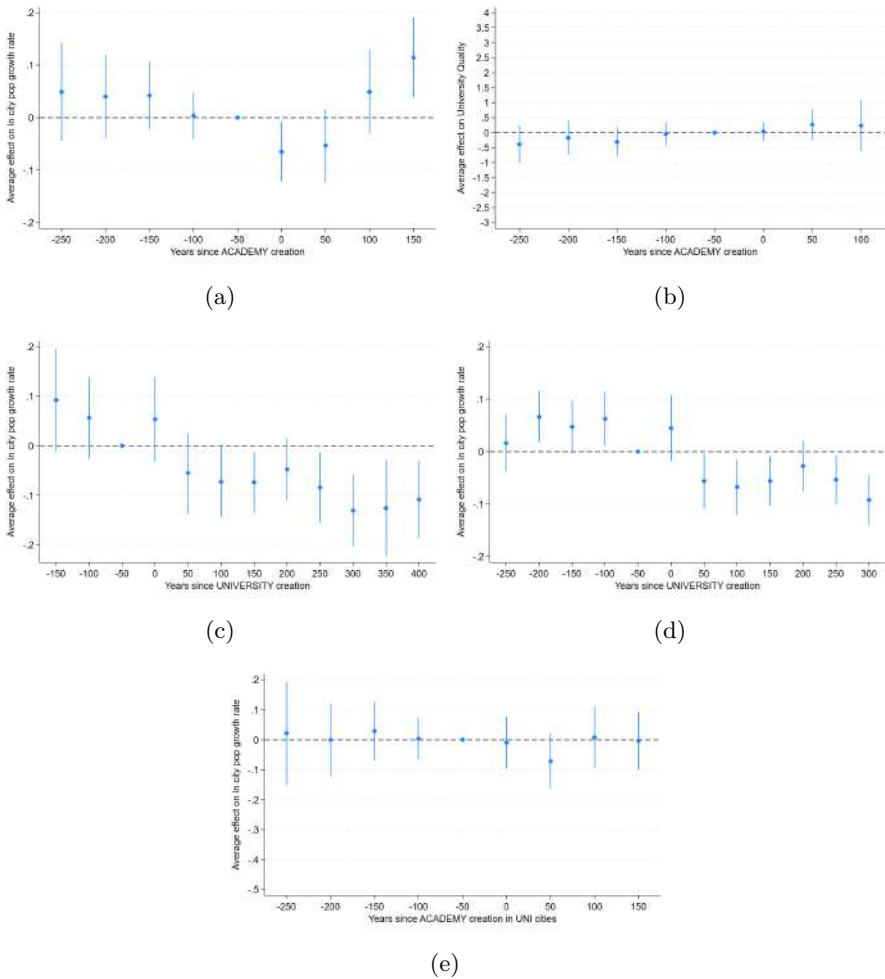 Average effect on ln city pop growth rate
.2
.1
0
-.1
-.2
-250 -200 -150 -100 -50 0 50 100 150
Years since ACADEMY creation
(a)
Average effect on University Quality
4
3.5
3
2.5
2
1.5
1
.5
0
-.5
-1
-1.5
-2
-2.5
-3
-250 -200 -150 -100 -50 0 50 100
Years since ACADEMY creation
(b)
Average effect on ln city pop growth rate
.2
.1
0
-.1
-.2
-150 -100 -50 0 50 100 150 200 250 300 350 400
Years since UNIVERSITY creation
(c)
Average effect on ln city pop growth rate
.2
.1
0
-.1
-.2
-250 -200 -150 -100 -50 0 50 100 150 200 250 300
Years since UNIVERSITY creation
(d)
Average effect on ln city pop growth rate
.2
.1
0
-.1
-.2
-.3
-.4
-.5
-250 -200 -150 -100 -50 0 50 100 150
Years since ACADEMY creation in UNI cities
(e)